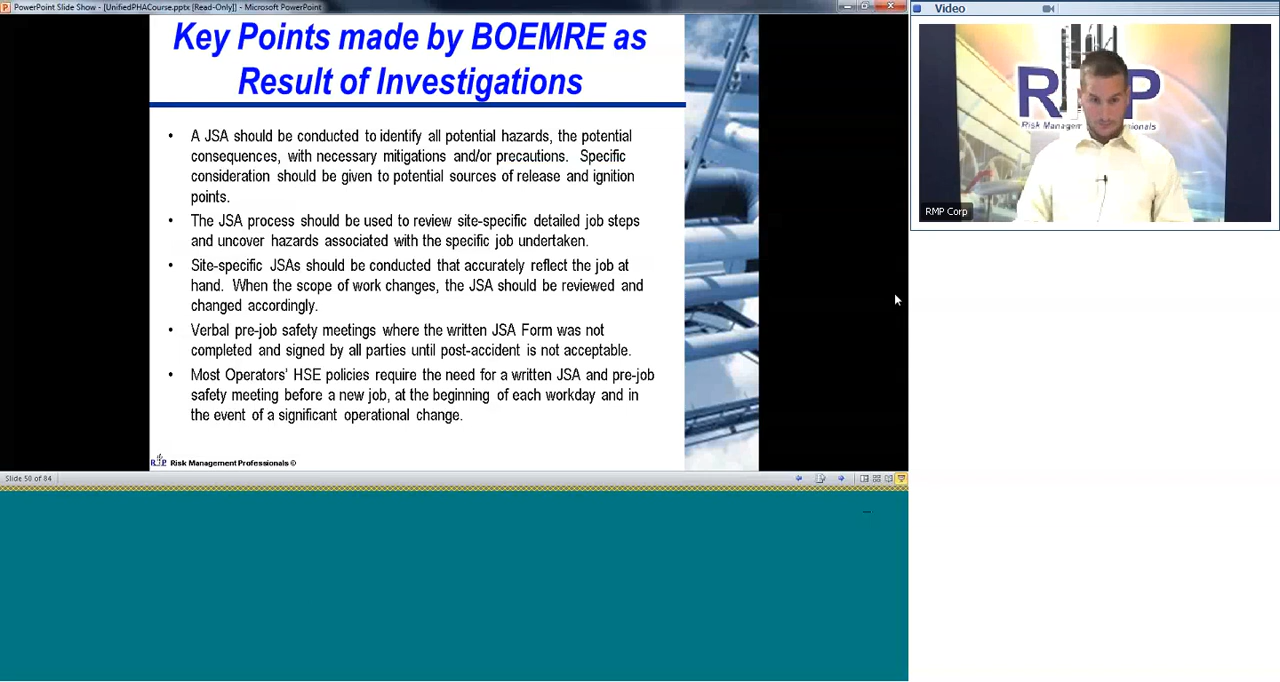 PowerPoint Slide Show - [UnifiedPHACourse.pptx [Read-Only]] - Microsoft PowerPoint
Key Points made by BOEMRE as
Result of Investigations
• A JSA should be conducted to identify all potential hazards, the potential
consequences, with necessary mitigations and/or precautions. Specific
consideration should be given to potential sources of release and ignition
points.
• The JSA process should be used to review site-specific detailed job steps
and uncover hazards associated with the specific job undertaken.
• Site-specific JSAs should be conducted that accurately reflect the job at
hand. When the scope of work changes, the JSA should be reviewed and
changed accordingly.
• Verbal pre-job safety meetings where the written JSA Form was not
completed and signed by all parties until post-accident is not acceptable.
• Most Operators' HSE policies require the need for a written JSA and pre-job
safety meeting before a new job, at the beginning of each workday and in
the event of a significant operational change.
Risk Management Professionals ©
Slide 50 of 84
Video
R P
Risk Managem
ssionals
RMP Corp